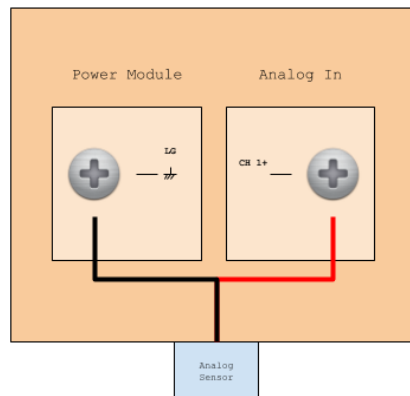 Power Module
Analog In
LG
CH 1+
Analog
Sensor